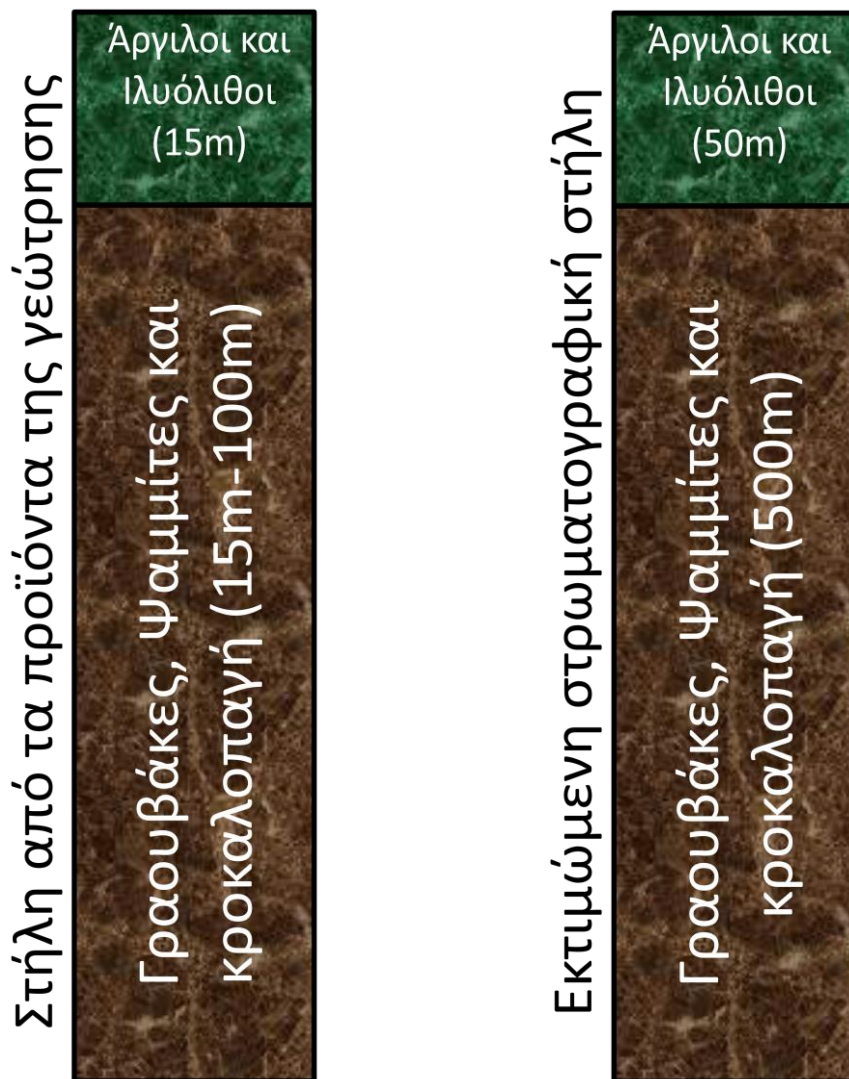 Στήλη από τα προϊόντα της γεώτρησης
Άργιλοι και
Ιλυόλιθοι
(15m)
Γραουβάκες, Ψαμμίτες και
κροκαλοπαγή (15m-100m)
Εκτιμώμενη στρωματογραφική στήλη
Άργιλοι και
Ιλυόλιθοι
(50m)
Γραουβάκες, Ψαμμίτες και
κροκαλοπαγή (500m)